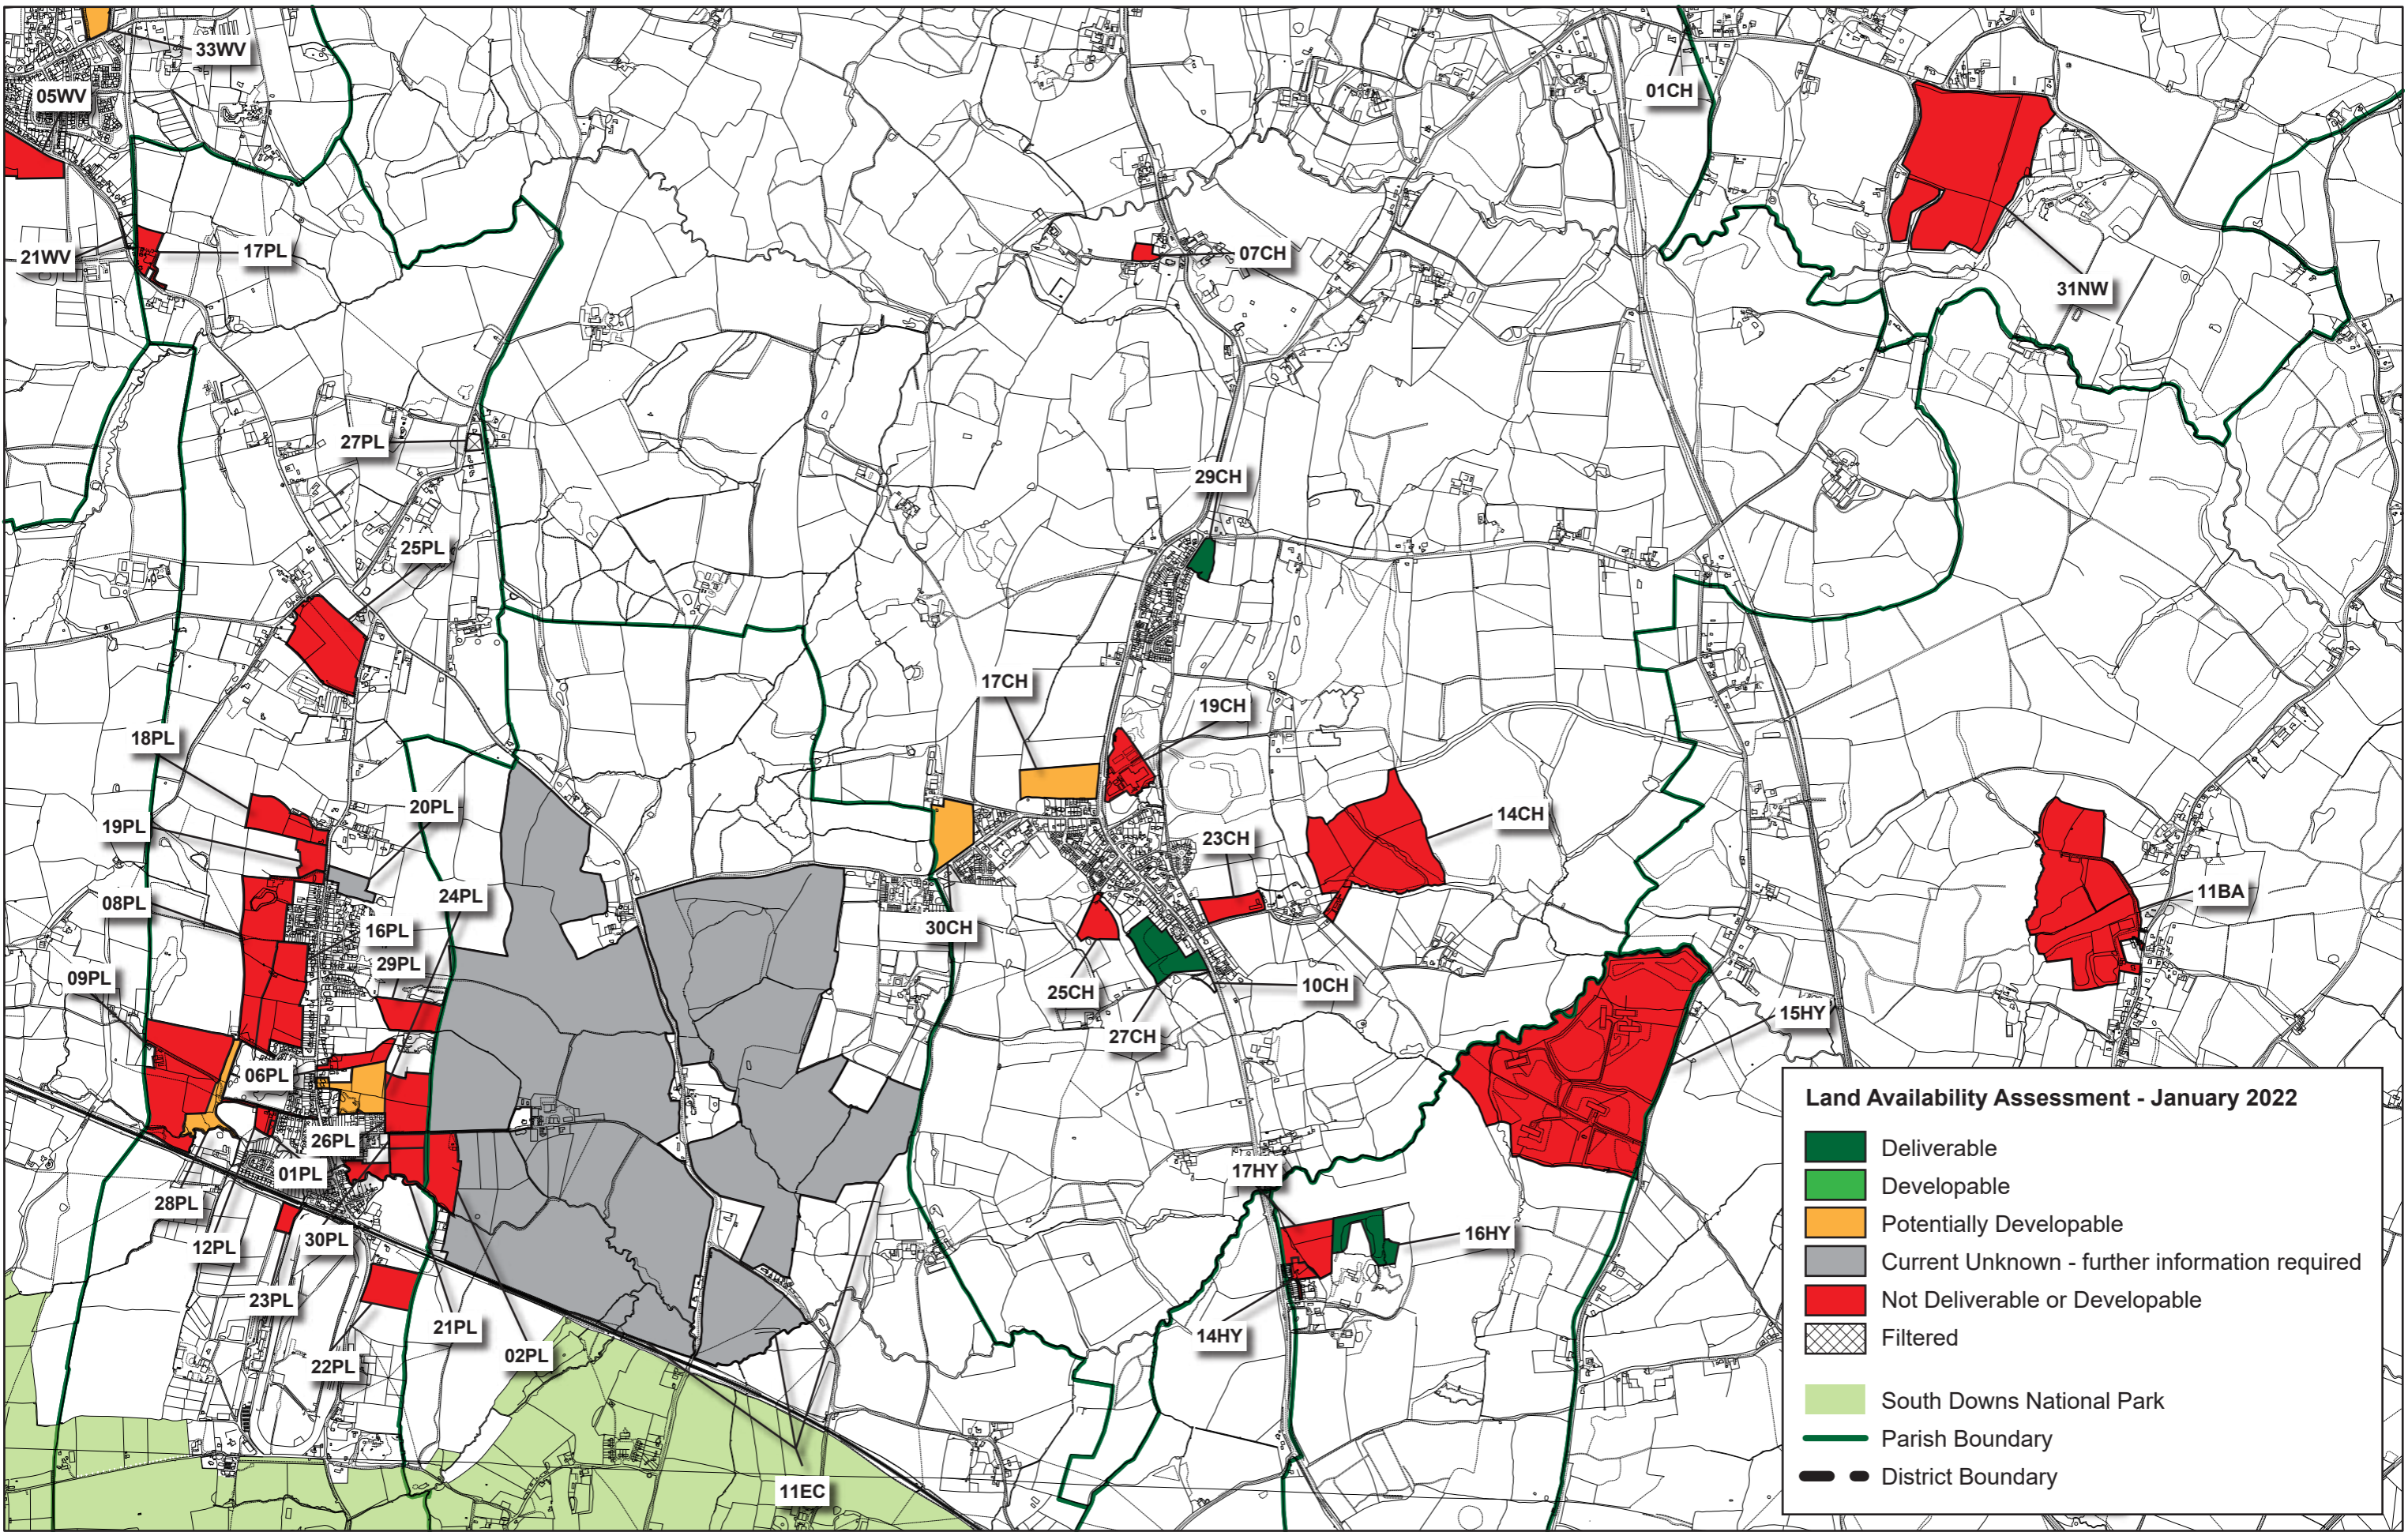 33WV
05WV
01CH
21WV
17PL
07CH
31NW
27PL
29CH
25PL
17CH
19CH
18PL
20PL
19PL
14CH
23CH
24PL
08PL
11BA
16PL
30CH
29PL
09PL
25CH
10CH
15HY
27CH
06PL
26PL
01PL
17HY
28PL
12PL
30PL
16HY
23PL
21PL
14HY
02PL
22PL
11EC
Land Availability Assessment - January 2022
Deliverable
Developable
Potentially Developable
Current Unknown - further information required
Not Deliverable or Developable
Filtered
South Downs National Park
Parish Boundary
District Boundary